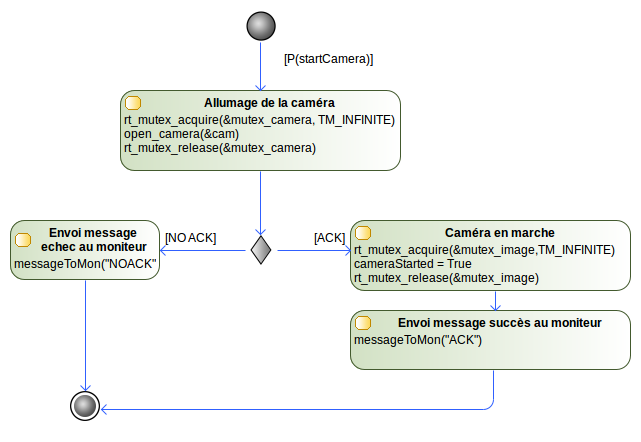 [P(startCamera)]
Allumage de la caméra
rt_mutex_acquire(&mutex_camera, TM_INFINITE)
open_camera(&cam)
rt_mutex_release(&mutex_camera)
[NO ACK]
[ACK]
Envoi message
echec au moniteur
messageToMon("NOACK"
Caméra en marche
rt_mutex_acquire(&mutex_image,TM_INFINITE)
cameraStarted = True
rt_mutex_release(&mutex_image)
Envoi message succès au moniteur
messageToMon("ACK")